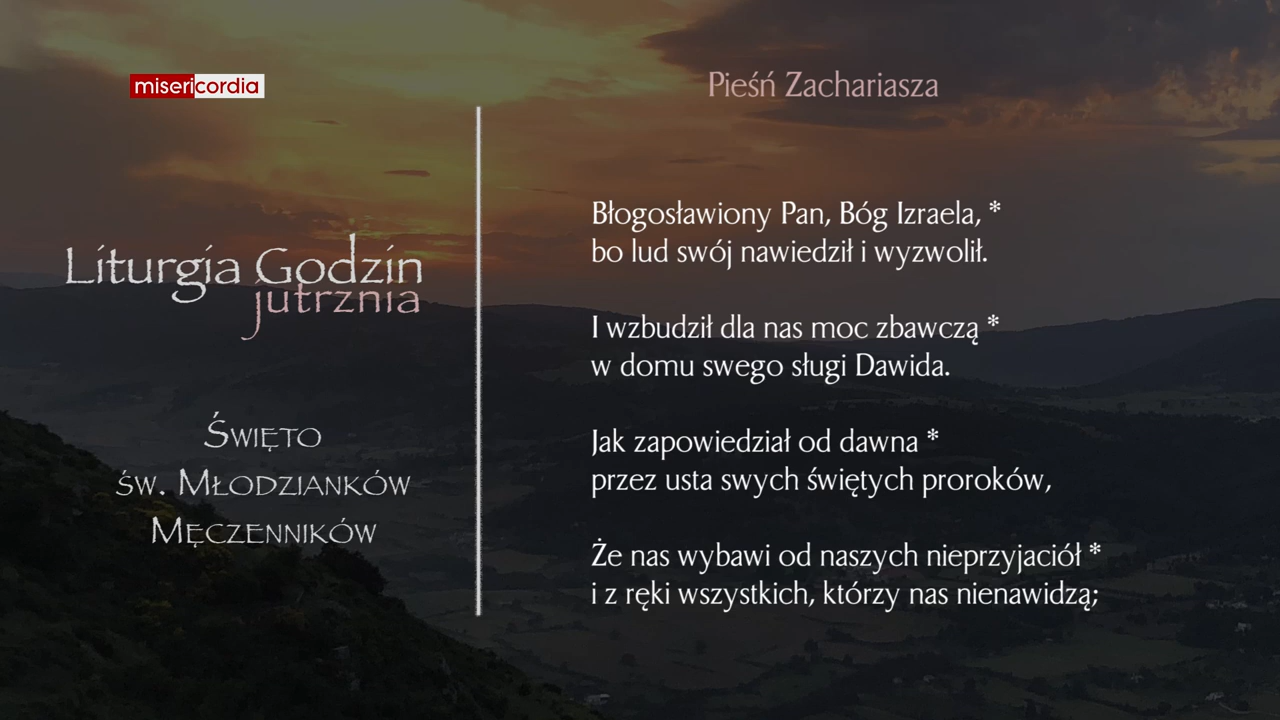 misericordia
Liturgia Godzin
jutrznia
Święto
św. Młodzianków
Męczenników
Pieśń Zachariasza
Błogosławiony Pan, Bóg Izraela, *
bo lud swój nawiedził i wyzwolił.
I wzbudził dla nas moc zbawczą *
w domu swego sługi Dawida.
Jak zapowiedział od dawna *
przez usta swych świętych proroków,
Że nas wybawi od naszych nieprzyjaciół *
i z ręki wszystkich, którzy nas nienawidzą;